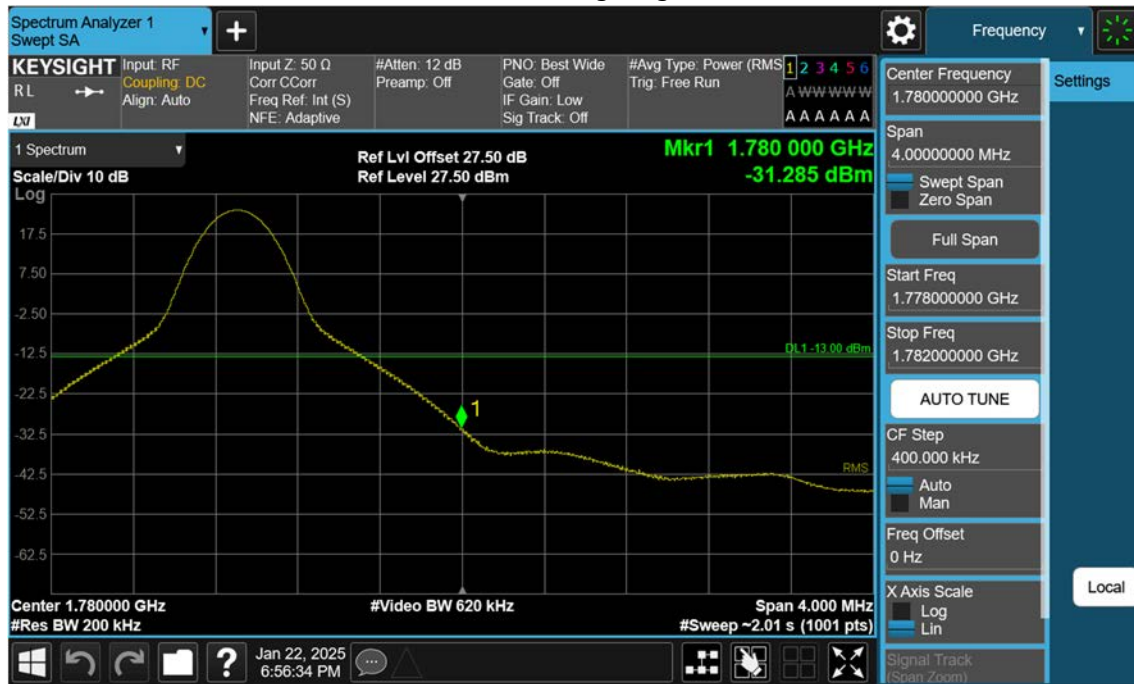 Spectrum Analyzer 1
Swept SA
Frequency
KEYSIGHT
R L
LXI
Input: RF
Coupling: DC
Align: Auto
Input Z: 50 Ω
Corr CCorr
Freq Ref: Int (S)
NFE: Adaptive
#Atten: 12 dB
Preamp: Off
PNO: Best Wide
Gate: Off
IF Gain: Low
Sig Track: Off
#Avg Type: Power (RMS
Trig: Free Run
1 2 3 4 5 6
A W W W W W
A A A A A A
1 Spectrum
Scale/Div 10 dB
Ref Lvl Offset 27.50 dB
Ref Level 27.50 dBm
Mkr1 1.780 000 GHz
-31.285 dBm
Log
17.5
7.50
-2.50
-12.5
-22.5
-32.5
-42.5
-52.5
-62.5
DL1 -13.00 dBm
1
RMS
Center 1.780000 GHz
#Res BW 200 kHz
#Video BW 620 kHz
Span 4.000 MHz
#Sweep ~2.01 s (1001 pts)
Center Frequency
1.780000000 GHz
Span
4.00000000 MHz
Swept Span
Zero Span
Full Span
Start Freq
1.778000000 GHz
Stop Freq
1.782000000 GHz
AUTO TUNE
CF Step
400.000 kHz
Auto
Man
Freq Offset
0 Hz
X Axis Scale
Log
Lin
Signal Track
(Span Zoom)
Settings
Local
?
Jan 22, 2025
6:56:34 PM